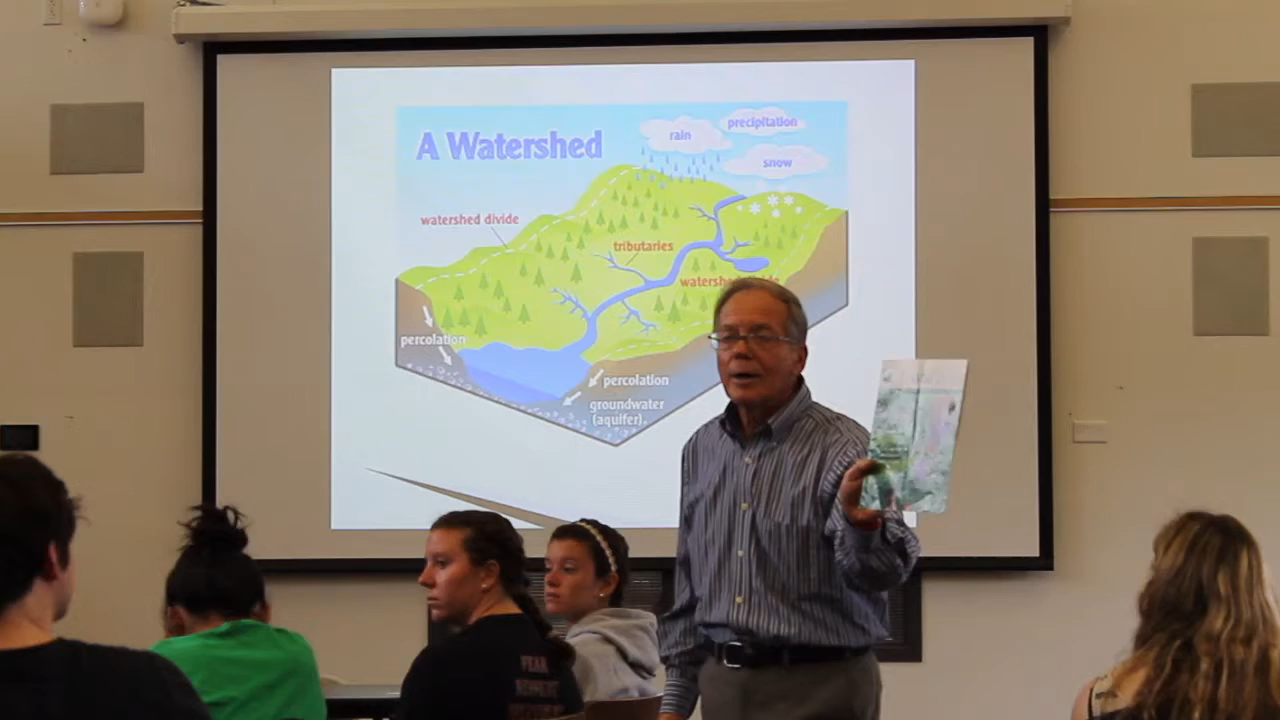 A Watershed
rain
precipitation
snow
watershed divide
tributaries
percolation
percolation
groundwater
(aquifer)